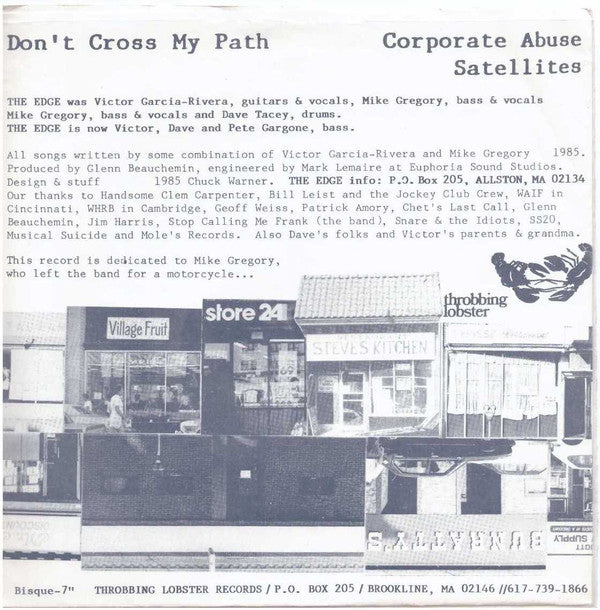 Don't Cross My Path
Corporate Abuse
Satellites
THE EDGE was Victor Garcia-Rivera, guitars & vocals, Mike Gregory, bass & vocals
Mike Gregory, bass & vocals and Dave Tacey, drums.
THE EDGE is now Victor, Dave and Pete Gargone, bass.
All songs written by some combination of Victor Garcia-Rivera and Mike Gregory 1985.
Produced by Glenn Beauchemin, engineered by Mark Lemaire at Euphoria Sound Studios.
Design & stuff 1985 Chuck Warner. THE EDGE info: P.O. Box 205, ALLSTON, MA 02134
Our thanks to Handsome Clem Carpenter, Bill Leist and the Jockey Club Crew, WAIF in
Cincinnati, WHRB in Cambridge, Geoff Weiss, Patrick Amory, Chet's Last Call, Glenn
Beauchemin, Jim Harris, Stop Calling Me Frank (the band), Snare & the Idiots, SS20,
Musical Suicide and Mole's Records. Also Dave's folks and Victor's parents & grandma.
This record is dedicated to Mike Gregory,
who left the band for a motorcycle...
throbbing
lobster
Village Fruit
store 24
STEVE'S KITCHEN
BUNRATTY'S
DISCOUNT
SUPPLY
Bisque-7" THROBBING LOBSTER RECORDS / P.O. BOX 205 / BROOKLINE, MA 02146 //617-739-1866